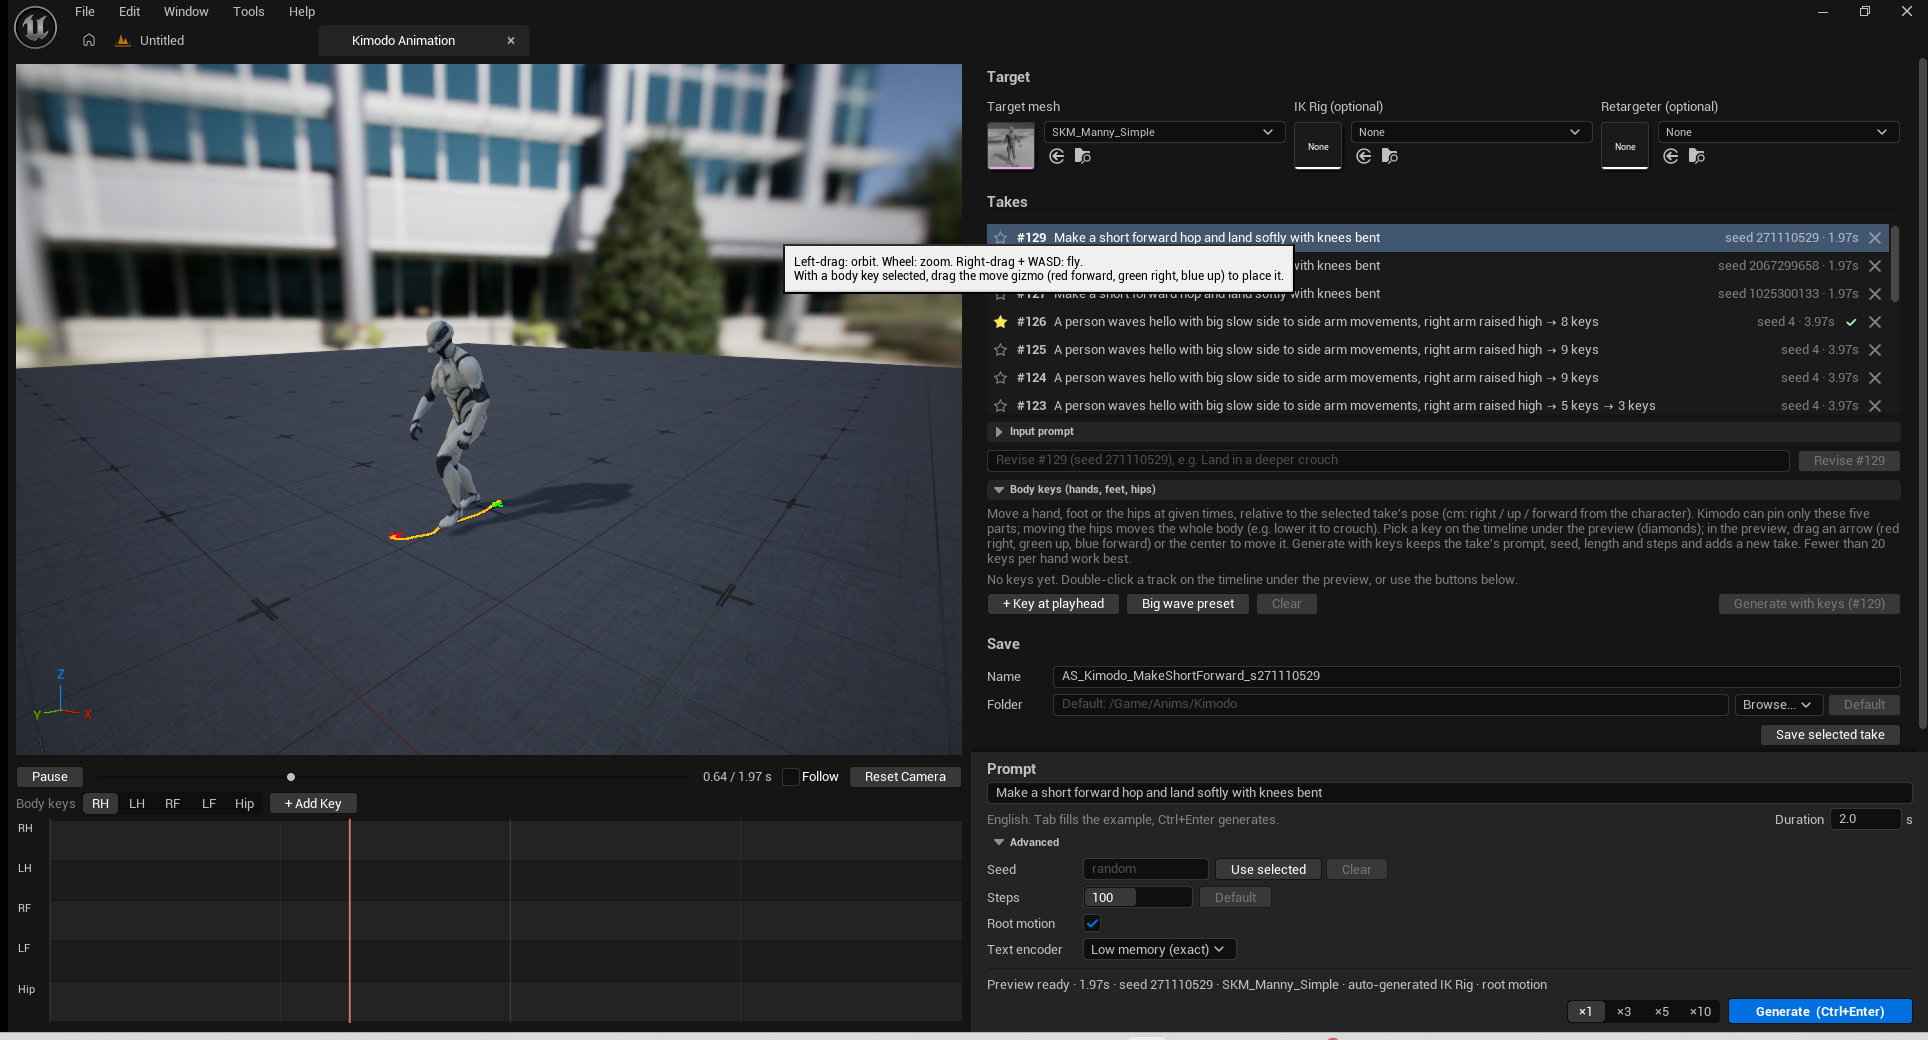 File Edit Window Tools Help
Untitled
Kimodo Animation
Target
Target mesh
IK Rig (optional)
Retargeter (optional)
SKM_Manny_Simple
None
None
None
None
Takes
#129 Make a short forward hop and land softly with knees bent seed 271110529 · 1.97s
Left-drag: orbit. Wheel: zoom. Right-drag + WASD: fly.
With a body key selected, drag the move gizmo (red forward, green right, blue up) to place it.
with knees bent seed 2067299658 · 1.97s
#127 Make a short forward hop and land softly with knees bent seed 1025300133 · 1.97s
#126 A person waves hello with big slow side to side arm movements, right arm raised high → 8 keys seed 4 · 3.97s
#125 A person waves hello with big slow side to side arm movements, right arm raised high → 9 keys seed 4 · 3.97s
#124 A person waves hello with big slow side to side arm movements, right arm raised high → 9 keys seed 4 · 3.97s
#123 A person waves hello with big slow side to side arm movements, right arm raised high → 5 keys → 3 keys seed 4 · 3.97s
Input prompt
Revise #129 (seed 271110529), e.g. Land in a deeper crouch
Revise #129
Body keys (hands, feet, hips)
Move a hand, foot or the hips at given times, relative to the selected take's pose (cm: right / up / forward from the character). Kimodo can pin only these five
parts; moving the hips moves the whole body (e.g. lower it to crouch). Pick a key on the timeline under the preview (diamonds); in the preview, drag an arrow (red
right, green up, blue forward) or the center to move it. Generate with keys keeps the take's prompt, seed, length and steps and adds a new take. Fewer than 20
keys per hand work best.
No keys yet. Double-click a track on the timeline under the preview, or use the buttons below.
+ Key at playhead
Big wave preset
Clear
Generate with keys (#129)
Save
Name
AS_Kimodo_MakeShortForward_s271110529
Folder
Default: /Game/Anims/Kimodo
Browse...
Default
Save selected take
Z
Y
X
Pause
0.64 / 1.97 s
Follow
Reset Camera
Body keys
RH
LH
RF
LF
Hip
+ Add Key
RH
LH
RF
LF
Hip
Prompt
Make a short forward hop and land softly with knees bent
English. Tab fills the example, Ctrl+Enter generates.
Duration
2.0
s
Advanced
Seed
random
Use selected
Clear
Steps
100
Default
Root motion
Text encoder
Low memory (exact)
Preview ready · 1.97s · seed 271110529 · SKM_Manny_Simple · auto-generated IK Rig · root motion
×1
×3
×5
×10
Generate (Ctrl+Enter)